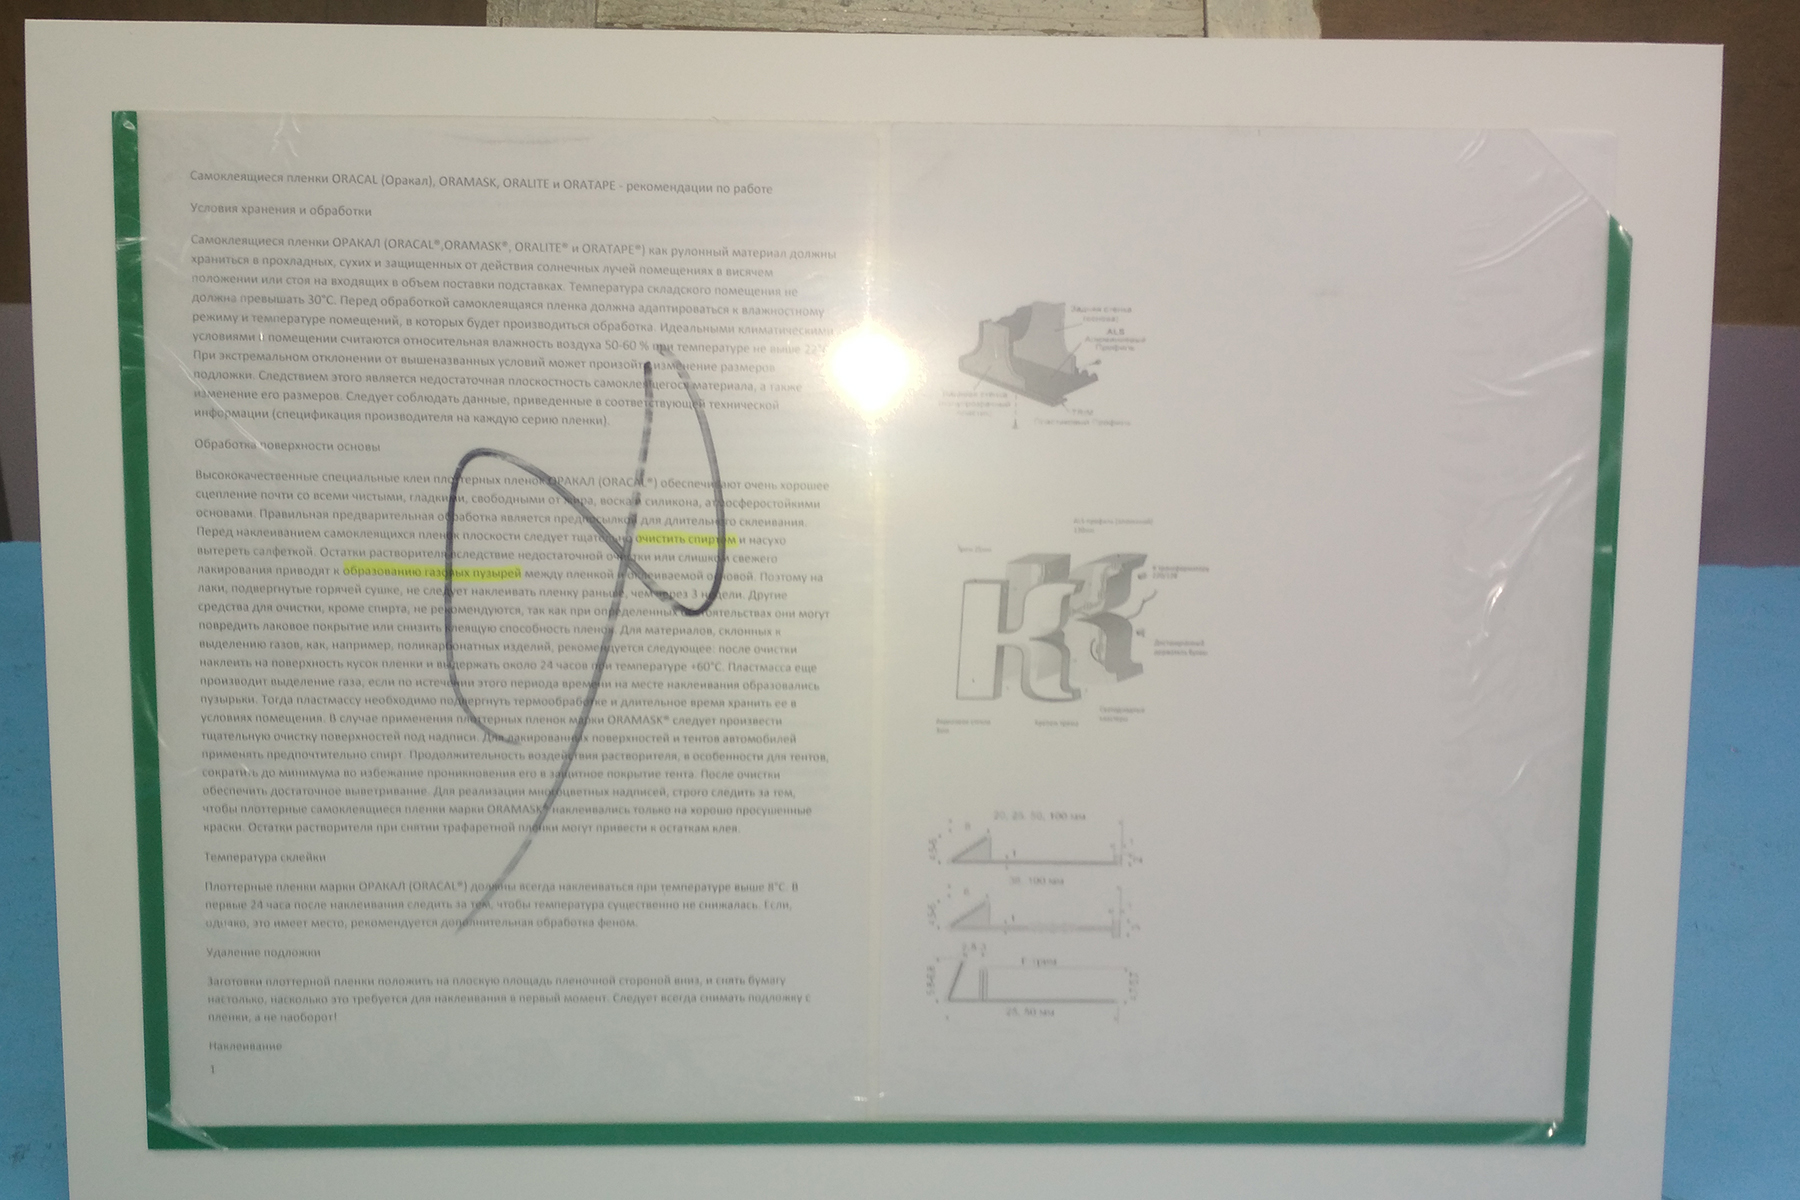 Самоклеящиеся пленки ORACAL (Оракал), ORAMASK, ORALITE и ORATAPE - рекомендации по работе
Условия хранения и обработки
Самоклеящиеся пленки ОРАКАЛ (ORACAL®,ORAMASK®, ORALITE® и ORATAPE®) как рулонный материал должны
храниться в прохладных, сухих и защищенных от действия солнечных лучей помещениях в висячем
положении или стоя на входящих в объем поставки подставках. Температура складского помещения не
должна превышать 30°C. Перед обработкой самоклеящаяся пленка должна адаптироваться к влажностному
режиму и температуре помещений, в которых будет производиться обработка. Идеальными климатическими
условиями в помещении считаются относительная влажность воздуха 50-60 % при температуре не выше 22°C.
При экстремальном отклонении от вышеназванных условий может произойти изменение размеров
подложки. Следствием этого является недостаточная плоскостность самоклеящегося материала, а также
изменение его размеров. Следует соблюдать данные, приведенные в соответствующей технической
информации (спецификация производителя на каждую серию пленки).
Обработка поверхности основы
Высококачественные специальные клеи плоттерных пленок ОРАКАЛ (ORACAL®) обеспечивают очень хорошее
сцепление почти со всеми чистыми, гладкими, свободными от жира, воска и силикона, атмосферостойкими
основами. Правильная предварительная обработка является предпосылкой для длительного склеивания.
Перед наклеиванием самоклеящихся пленок плоскости следует тщательно очистить спиртом и насухо
вытереть салфеткой. Остатки растворителя вследствие недостаточной очистки или слишком свежего
лакирования приводят к образованию газовых пузырей между пленкой и оклеиваемой основой. Поэтому на
лаки, подвергнутые горячей сушке, не следует наклеивать пленку раньше, чем через 3 недели. Другие
средства для очистки, кроме спирта, не рекомендуются, так как при определенных обстоятельствах они могут
повредить лаковое покрытие или снизить клеящую способность пленок. Для материалов, склонных к
выделению газов, как, например, поликарбонатных изделий, рекомендуется следующее: после очистки
наклеить на поверхность кусок пленки и выдержать около 24 часов при температуре +60°C. Пластмасса еще
производит выделение газа, если по истечении этого периода времени на месте наклеивания образовались
пузырьки. Тогда пластмассу необходимо подвергнуть термообработке и длительное время хранить ее в
условиях помещения. В случае применения плоттерных пленок марки ORAMASK® следует произвести
тщательную очистку поверхностей под надписи. Для лакированных поверхностей и тентов автомобилей
применять предпочтительно спирт. Продолжительность воздействия растворителя, в особенности для тентов,
сократить до минимума во избежание проникновения его в защитное покрытие тента. После очистки
обеспечить достаточное выветривание. Для реализации многоцветных надписей, строго следить за тем,
чтобы плоттерные самоклеящиеся пленки марки ORAMASK® наклеивались только на хорошо просушенные
краски. Остатки растворителя при снятии трафаретной пленки могут привести к остаткам клея.
Температура склейки
Плоттерные пленки марки ОРАКАЛ (ORACAL®) должны всегда наклеиваться при температуре выше 8°C. В
первые 24 часа после наклеивания следить за тем, чтобы температура существенно не снижалась. Если,
однако, это имеет место, рекомендуется дополнительная обработка феном.
Удаление подложки
Заготовки плоттерной пленки положить на плоскую площадь пленочной стороной вниз, и снять бумагу
настолько, насколько это требуется для наклеивания в первый момент. Следует всегда снимать подложку с
пленки, а не наоборот!
Наклеивание
1
Задняя стенка
ALS
Алюминиевый
Профиль
Пластиковый Профиль
20, 25, 50, 100 мм
38, 100 мм
25, 50 мм